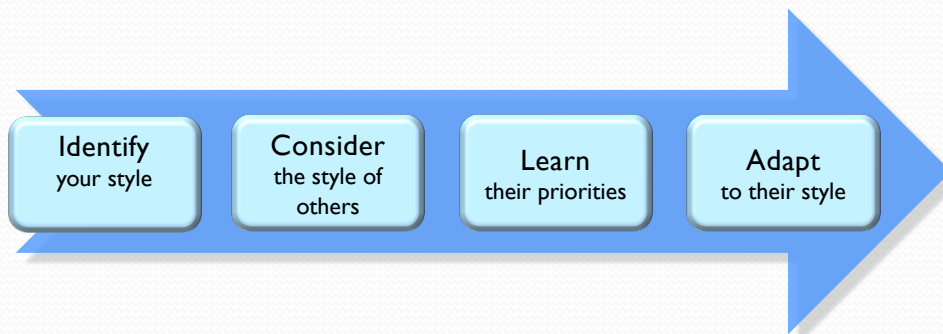 Identify
your style
Consider
the style of
others
Learn
their priorities
Adapt
to their style